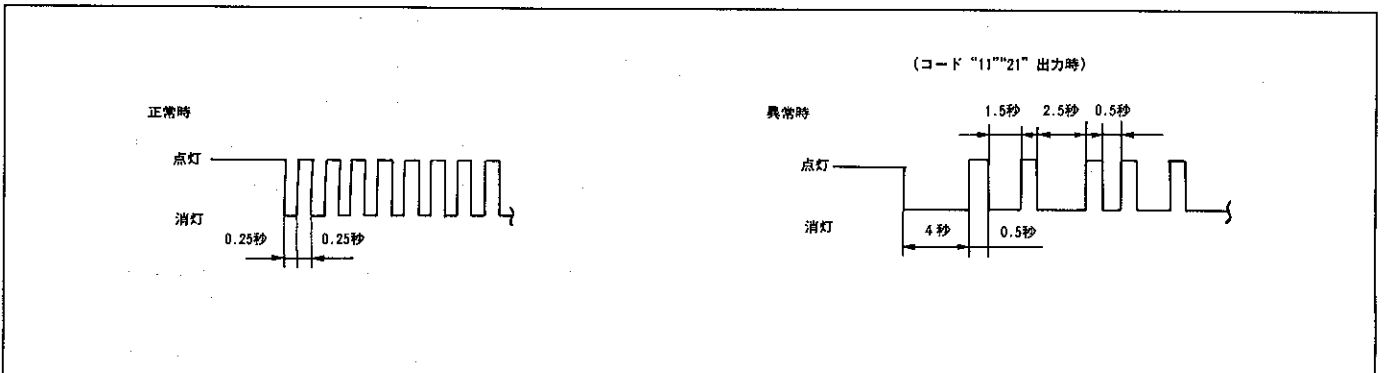 正常時
点灯
消灯
0.25秒 0.25秒
(コード "11""21" 出力時)
異常時
1.5秒 2.5秒 0.5秒
点灯
消灯
4秒 0.5秒